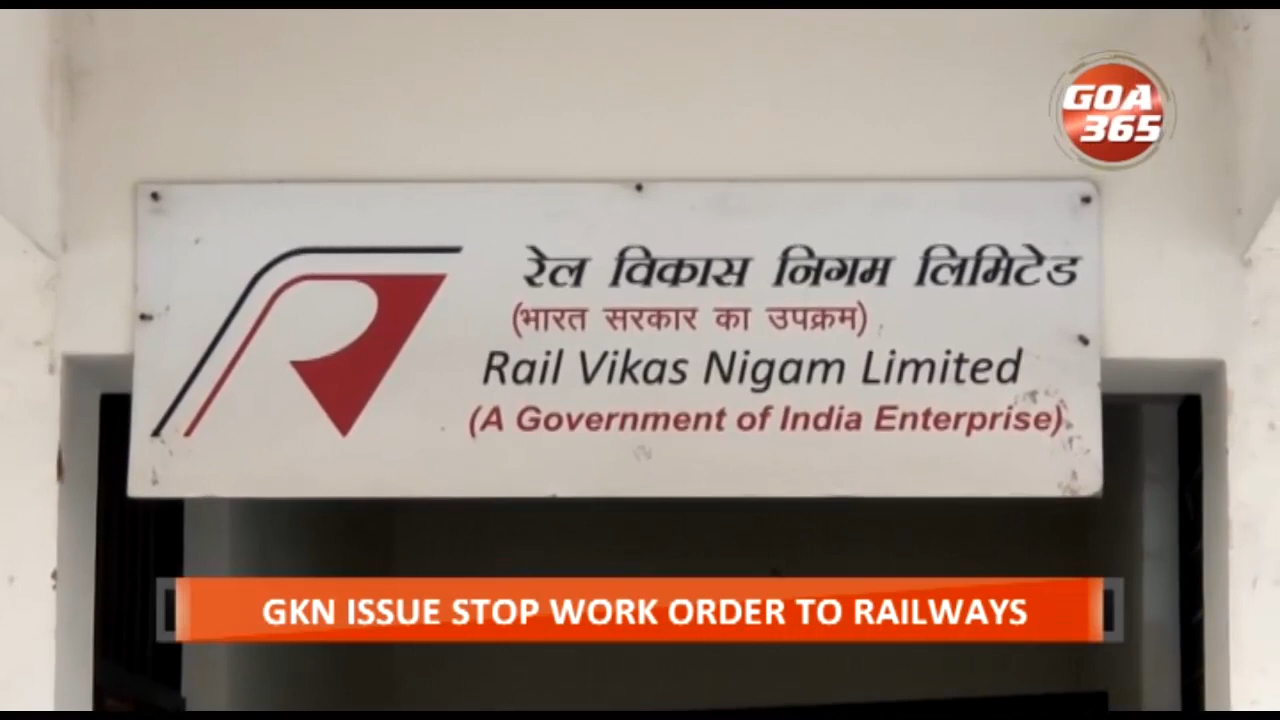 GOA
365
रेल विकास निगम लिमिटेड
(भारत सरकार का उपक्रम)
Rail Vikas Nigam Limited
(A Government of India Enterprise)
GKN ISSUE STOP WORK ORDER TO RAILWAYS